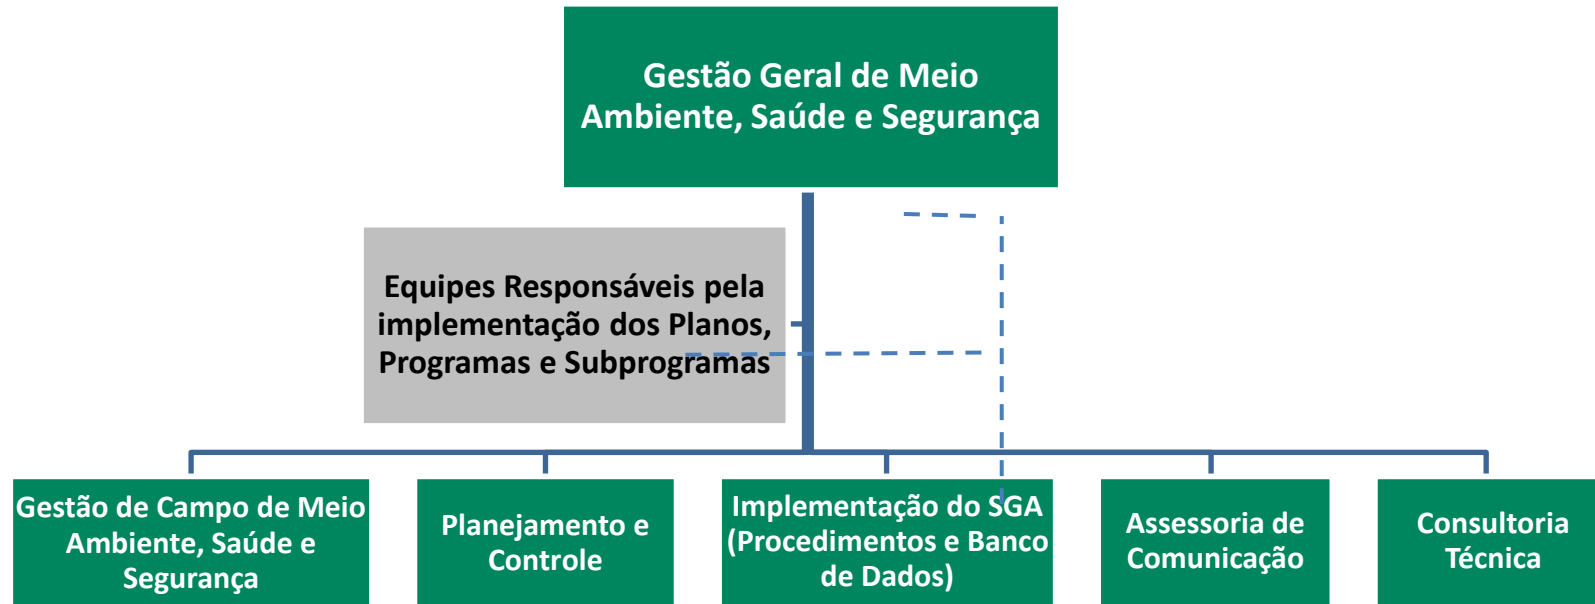 Gestão Geral de Meio
Ambiente, Saúde e Segurança
Equipes Responsáveis pela
implementação dos Planos,
Programas e Subprogramas
Gestão de Campo de Meio
Ambiente, Saúde e
Segurança
Planejamento e
Controle
Implementação do SGA
(Procedimentos e Banco
de Dados)
Assessoria de
Comunicação
Consultoria
Técnica